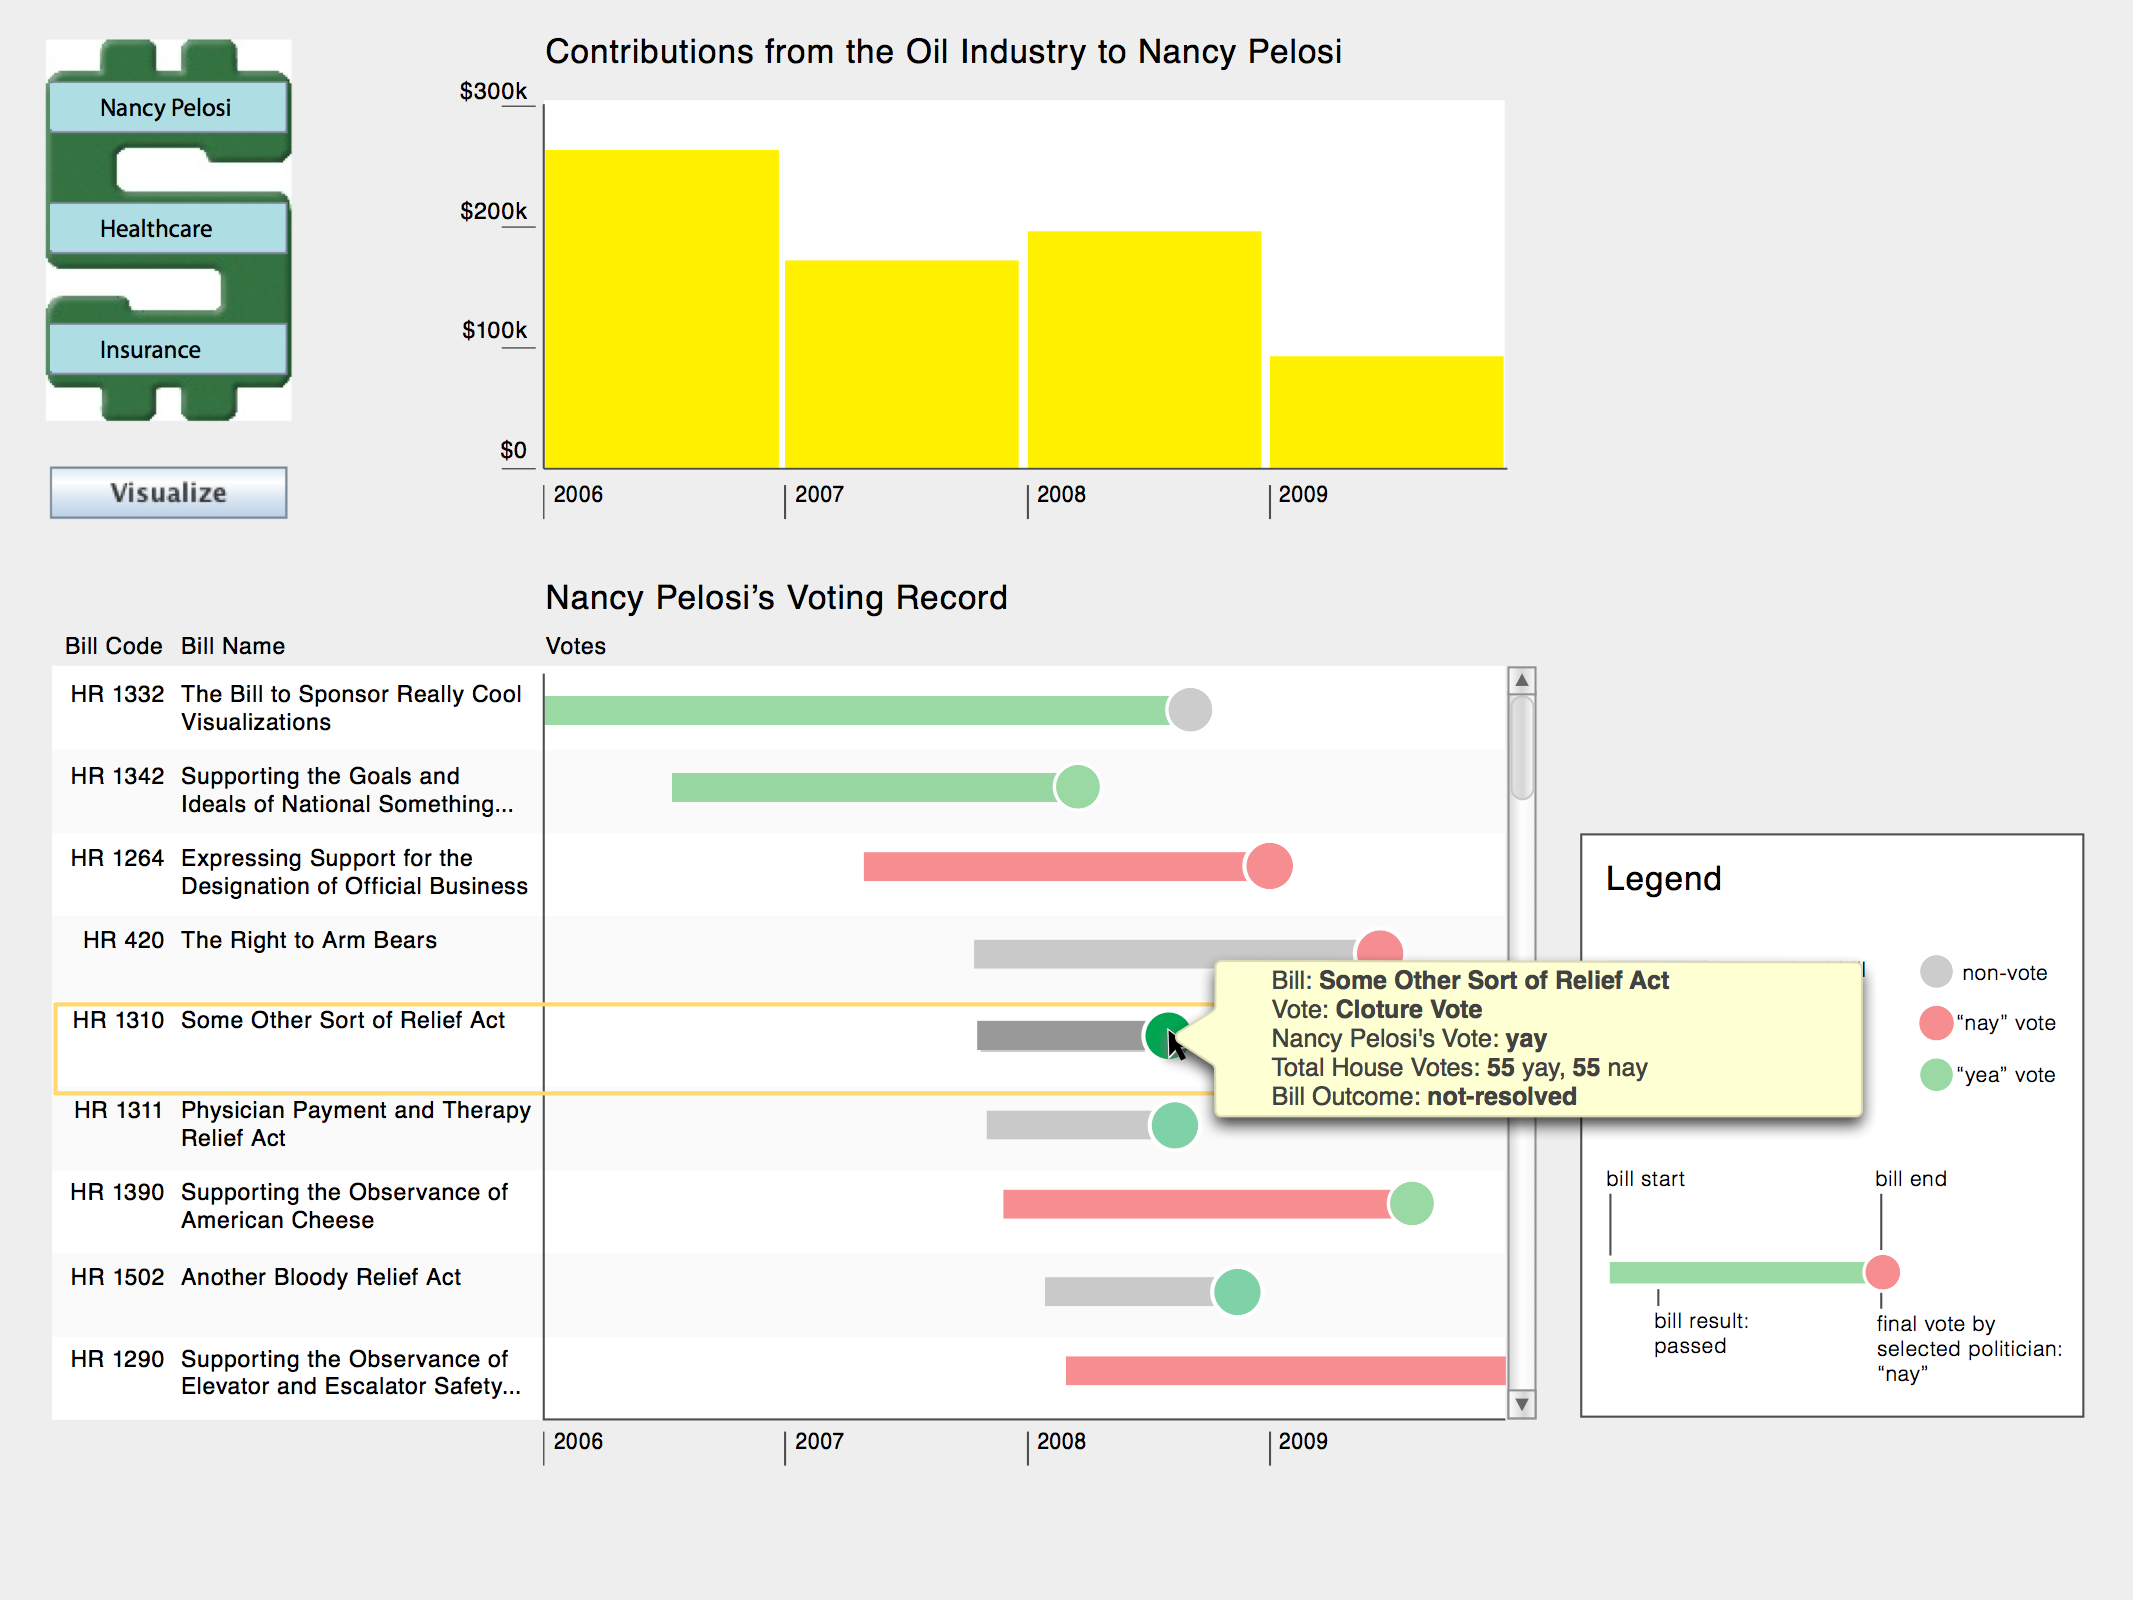 Nancy Pelosi
Healthcare
Insurance
Visualize
Contributions from the Oil Industry to Nancy Pelosi
$300k
$200k
$100k
$0
2006
2007
2008
2009
Nancy Pelosi’s Voting Record
Bill Code
Bill Name
Votes
HR 1332
The Bill to Sponsor Really Cool
Visualizations
HR 1342
Supporting the Goals and
Ideals of National Something...
HR 1264
Expressing Support for the
Designation of Official Business
HR 420
The Right to Arm Bears
HR 1310
Some Other Sort of Relief Act
HR 1311
Physician Payment and Therapy
Relief Act
HR 1390
Supporting the Observance of
American Cheese
HR 1502
Another Bloody Relief Act
HR 1290
Supporting the Observance of
Elevator and Escalator Safety...
2006
2007
2008
2009
Bill: Some Other Sort of Relief Act
Vote: Cloture Vote
Nancy Pelosi's Vote: yay
Total House Votes: 55 yay, 55 nay
Bill Outcome: not-resolved
Legend
non-vote
“nay” vote
“yea” vote
bill start
bill end
bill result:
passed
final vote by
selected politician:
“nay”